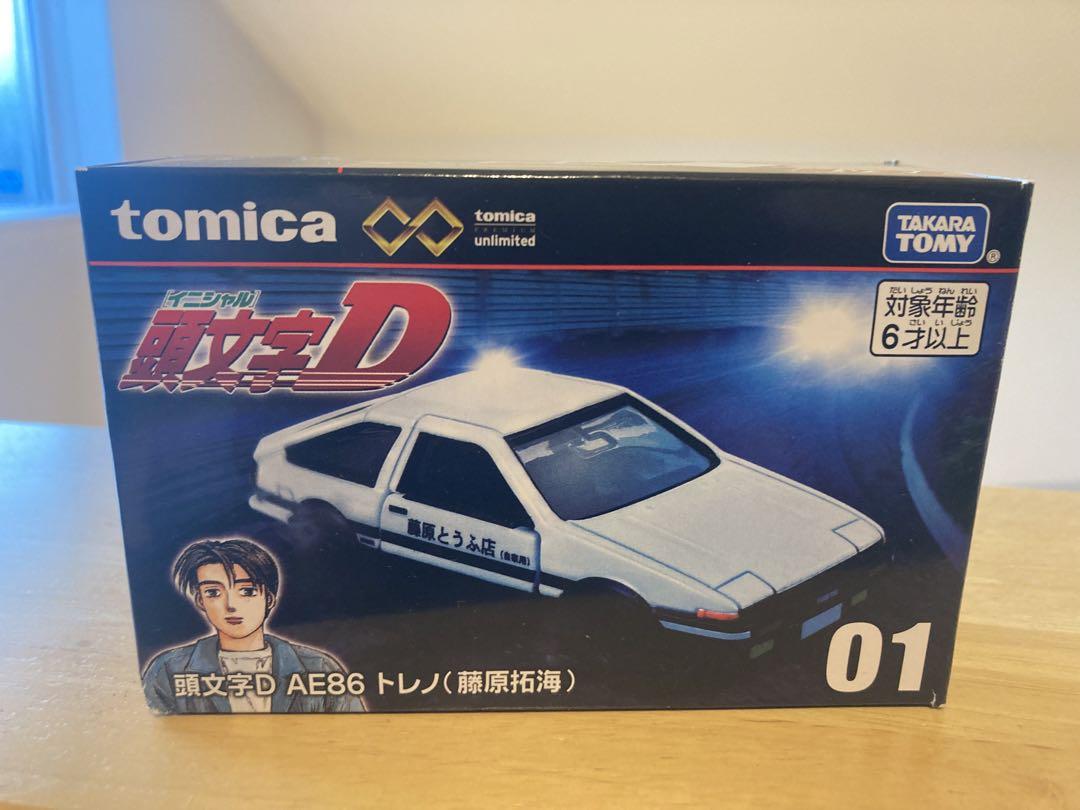 tomica
tomica
PREMIUM
unlimited
TAKARA
TOMY
®
[イニシャル]
頭文字D
たいしょうねんれい
対象年齢
さいいじょう
6才以上
藤原とうふ店(自家用)
頭文字D AE86 トレノ(藤原拓海)
01